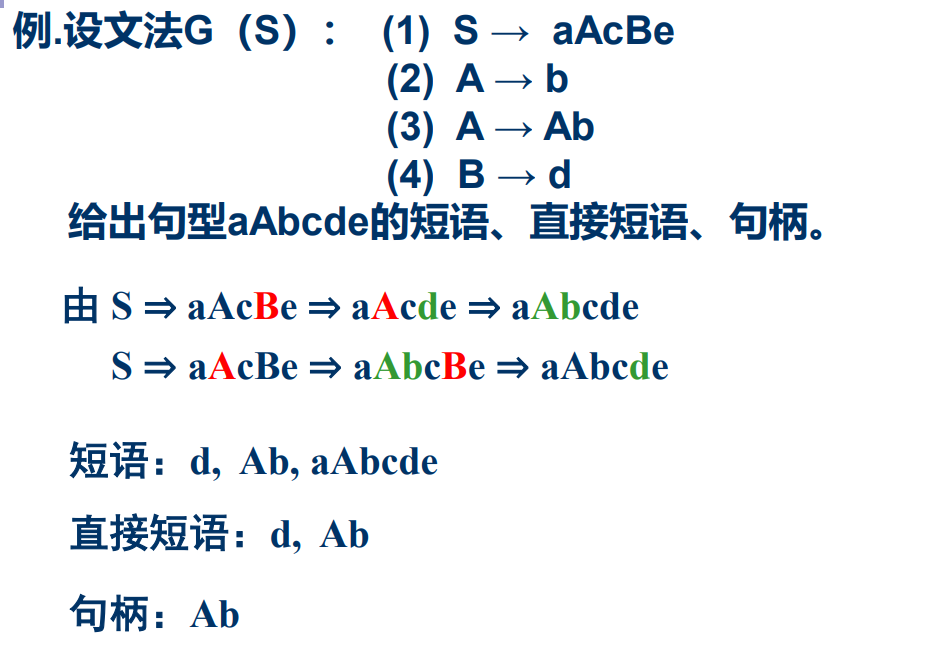 例.设文法G（S）： (1) S → aAcBe
(2) A → b
(3) A → Ab
(4) B → d
给出句型aAbcde的短语、直接短语、句柄。
由 S ⇒ aAcBe ⇒ aAcde ⇒ aAbcde
S ⇒ aAcBe ⇒ aAbcBe ⇒ aAbcde
短语：d, Ab, aAbcde
直接短语：d, Ab
句柄：Ab